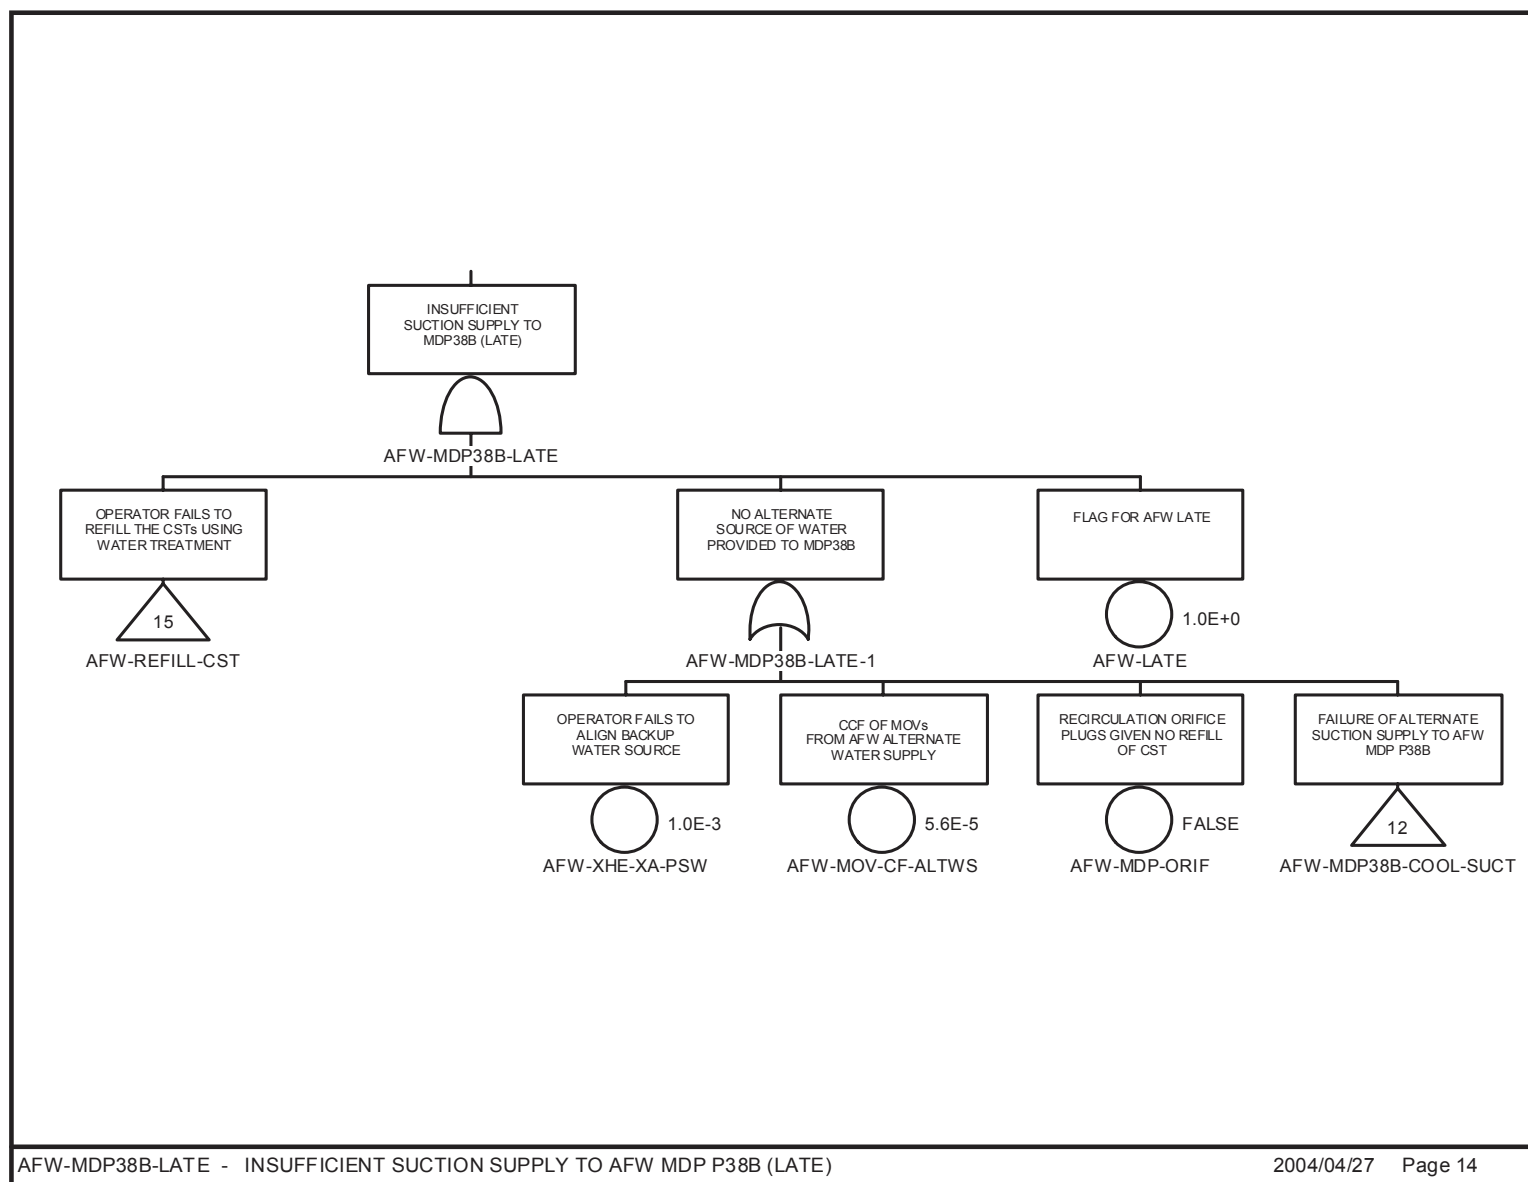 INSUFFICIENT
SUCTION SUPPLY TO
MDP38B (LATE)
AFW-MDP38B-LATE
OPERATOR FAILS TO
REFILL THE CSTs USING
WATER TREATMENT
15
AFW-REFILL-CST
NO ALTERNATE
SOURCE OF WATER
PROVIDED TO MDP38B
AFW-MDP38B-LATE-1
FLAG FOR AFW LATE
1.0E+0
AFW-LATE
OPERATOR FAILS TO
ALIGN BACKUP
WATER SOURCE
1.0E-3
AFW-XHE-XA-PSW
CCF OF MOVs
FROM AFW ALTERNATE
WATER SUPPLY
5.6E-5
AFW-MOV-CF-ALTWS
RECIRCULATION ORIFICE
PLUGS GIVEN NO REFILL
OF CST
FALSE
AFW-MDP-ORIF
FAILURE OF ALTERNATE
SUCTION SUPPLY TO AFW
MDP P38B
12
AFW-MDP38B-COOL-SUCT
AFW-MDP38B-LATE - INSUFFICIENT SUCTION SUPPLY TO AFW MDP P38B (LATE)
2004/04/27 Page 14